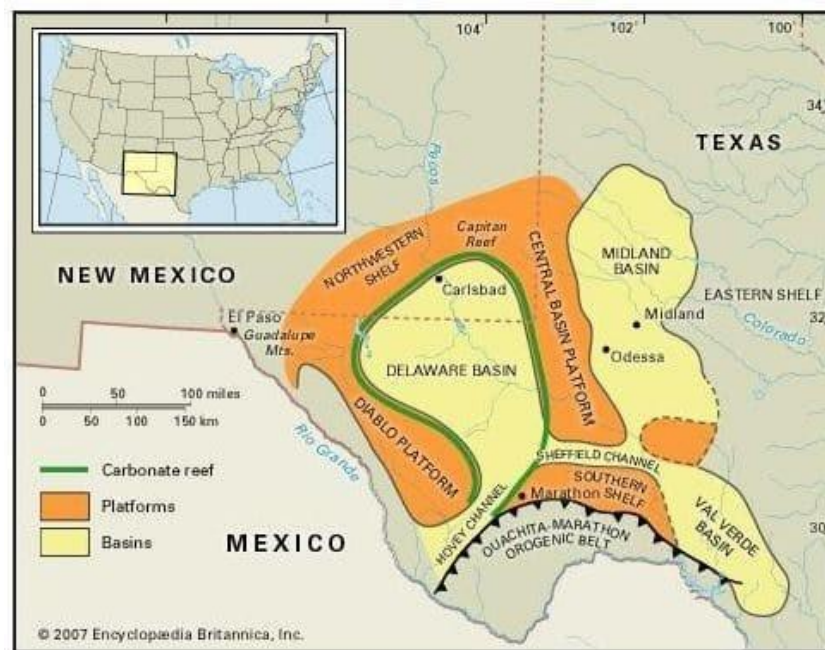 104°
102°
100°
34
TEXAS
Pecos
NORTHWESTERN
SHELF
Capitan
Reef
CENTRAL BASIN PLATFORM
MIDLAND
BASIN
NEW MEXICO
Carlsbad
EASTERN SHELF
El Paso
Guadalupe
Mts.
Midland
32
Colorado
Odessa
DELAWARE BASIN
0 50 100 miles
0 50 100 150 km
DIABLO PLATFORM
Rio Grande
SHEFFIELD CHANNEL
Carbonate reef
SOUTHERN
SHELF
Marathon
Platforms
HOVEY CHANNEL
VAL VERDE
BASIN
MEXICO
OUACHITA-MARATHON
OROGENIC BELT
30
Basins
© 2007 Encyclopædia Britannica, Inc.